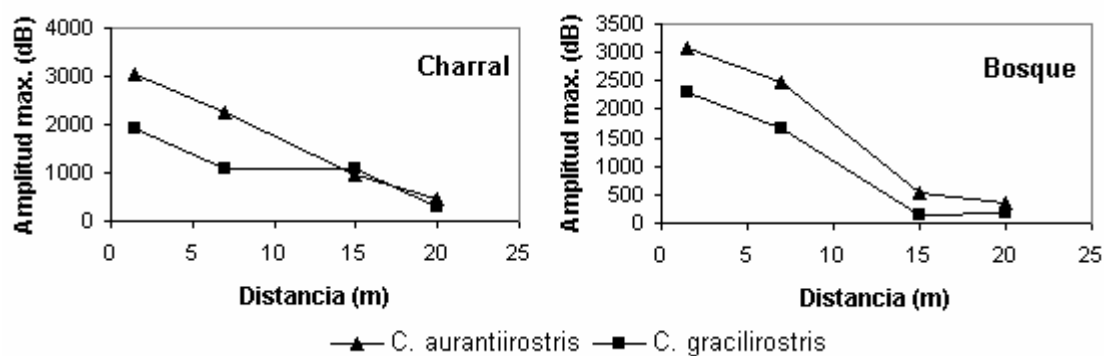 Amplitud max. (dB)
4000
3000
2000
1000
0
Charral
0 5 10 15 20 25
Distancia (m)
Amplitud max. (dB)
3500
3000
2500
2000
1500
1000
500
0
Bosque
0 5 10 15 20 25
Distancia (m)
C. aurantiirostris C. gracilirostris